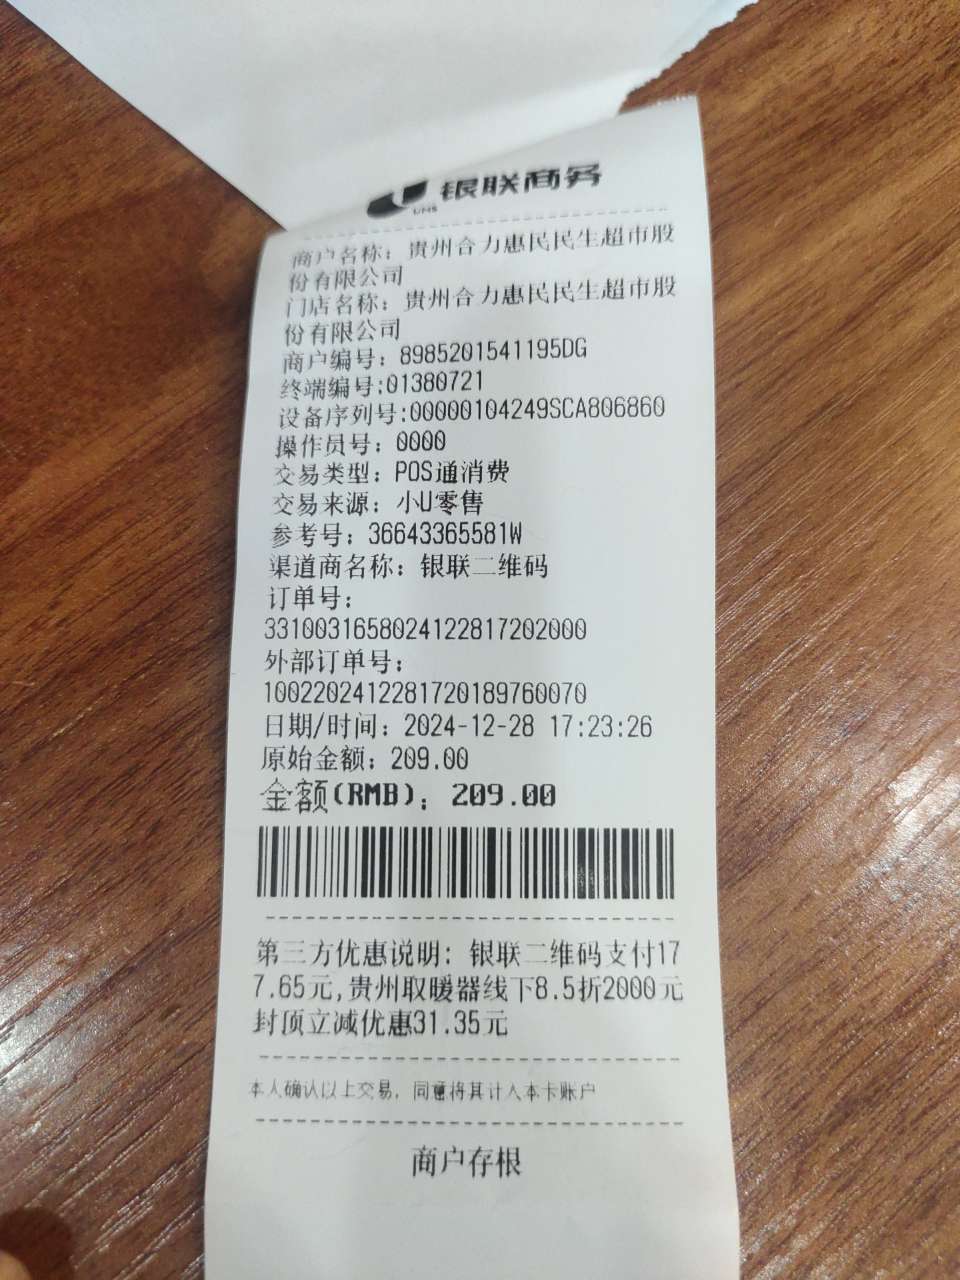 银联商务
UMS
商户名称：贵州合力惠民民生超市股
份有限公司
门店名称：贵州合力惠民民生超市股
份有限公司
商户编号：8985201541195DG
终端编号:01380721
设备序列号:00000104249SCA806860
操作员号：0000
交易类型：POS通消费
交易来源：小U零售
参考号：36643365581W
渠道商名称：银联二维码
订单号：
33100316580241228172020​00
外部订单号：
10022024122817201897600​70
日期/时间：2024-12-28 17:23:26
原始金额：209.00
金额(RMB)：209.00
第三方优惠说明：银联二维码支付17
7.65元,贵州取暖器线下8.5折2000元
封顶立减优惠31.35元
本人确认以上交易，同意将其计入本卡账户
商户存根